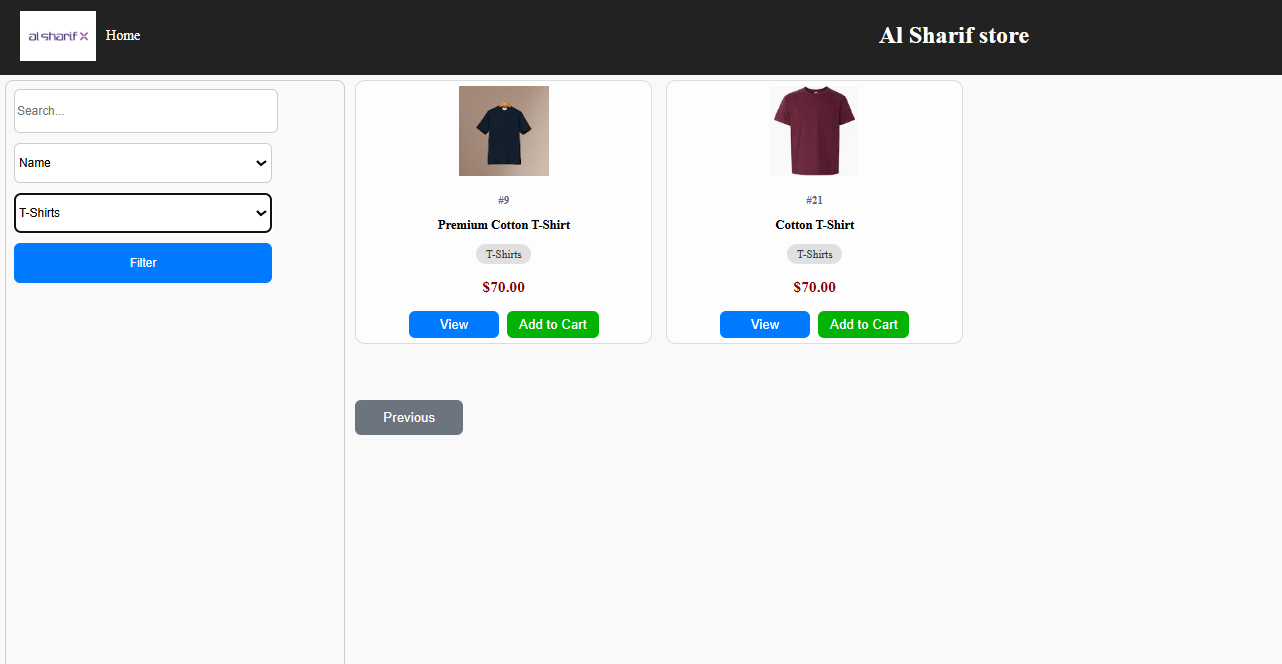 al sharif X
Home
Al Sharif store
Search...
Name
T-Shirts
Filter
#9
Premium Cotton T-Shirt
T-Shirts
$70.00
View
Add to Cart
#21
Cotton T-Shirt
T-Shirts
$70.00
View
Add to Cart
Previous